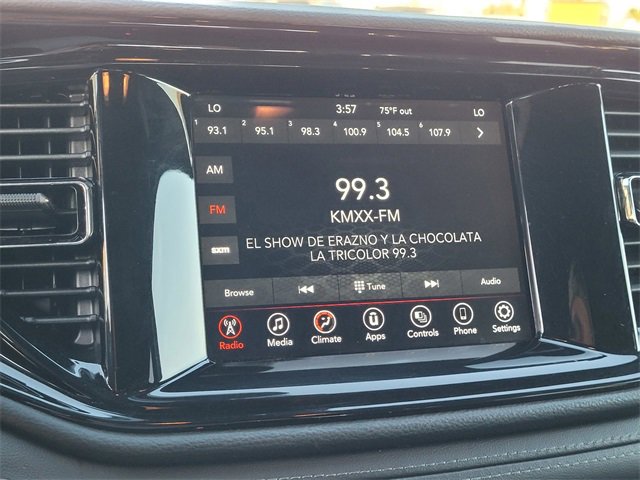 LO 3:57 75°F out LO
1 93.1 2 95.1 3 98.3 4 100.9 5 104.5 6 107.9
AM
99.3
FM
KMXX-FM
sxm
EL SHOW DE ERAZNO Y LA CHOCOLATA
LA TRICOLOR 99.3
Browse Tune Audio
Radio Media Climate Apps Controls Phone Settings